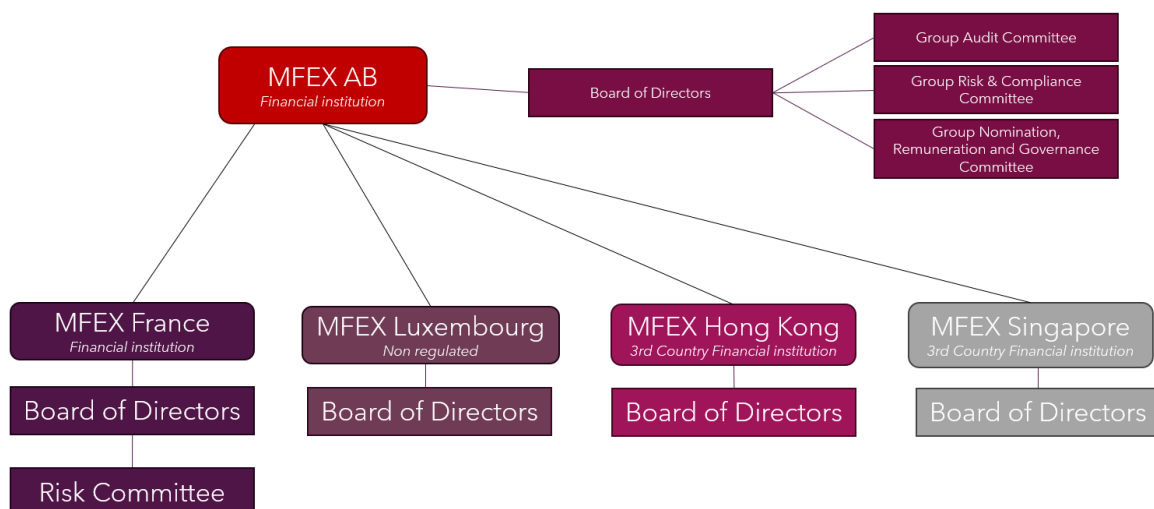 MFEX AB
Financial institution
Board of Directors
Group Audit Committee
Group Risk & Compliance
Committee
Group Nomination,
Remuneration and Governance
Committee
MFEX France
Financial institution
Board of Directors
Risk Committee
MFEX Luxembourg
Non regulated
Board of Directors
MFEX Hong Kong
3rd Country Financial institution
Board of Directors
MFEX Singapore
3rd Country Financial institution
Board of Directors